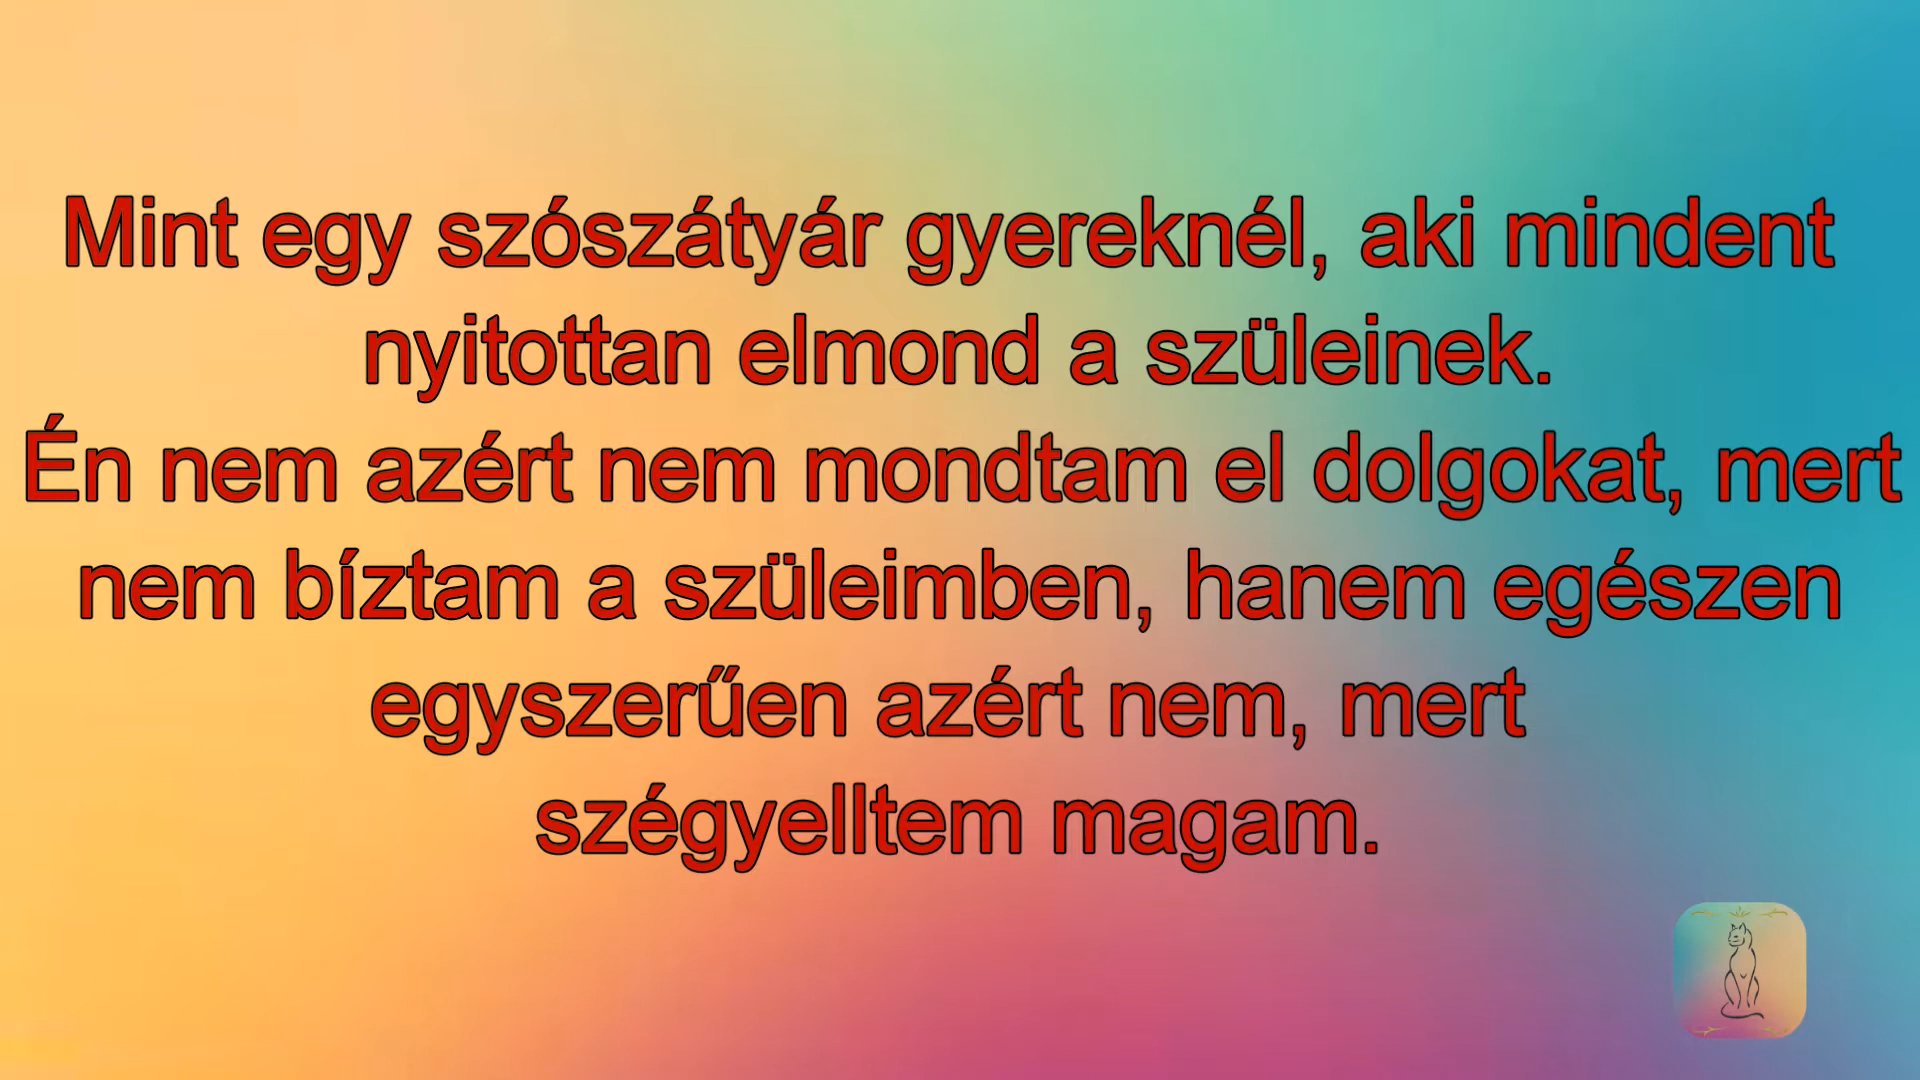 Mint egy szószátyár gyereknél, aki mindent
nyitottan elmond a szüleinek.
Én nem azért nem mondtam el dolgokat, mert
nem bíztam a szüleimben, hanem egészen
egyszerűen azért nem, mert
szégyelltem magam.